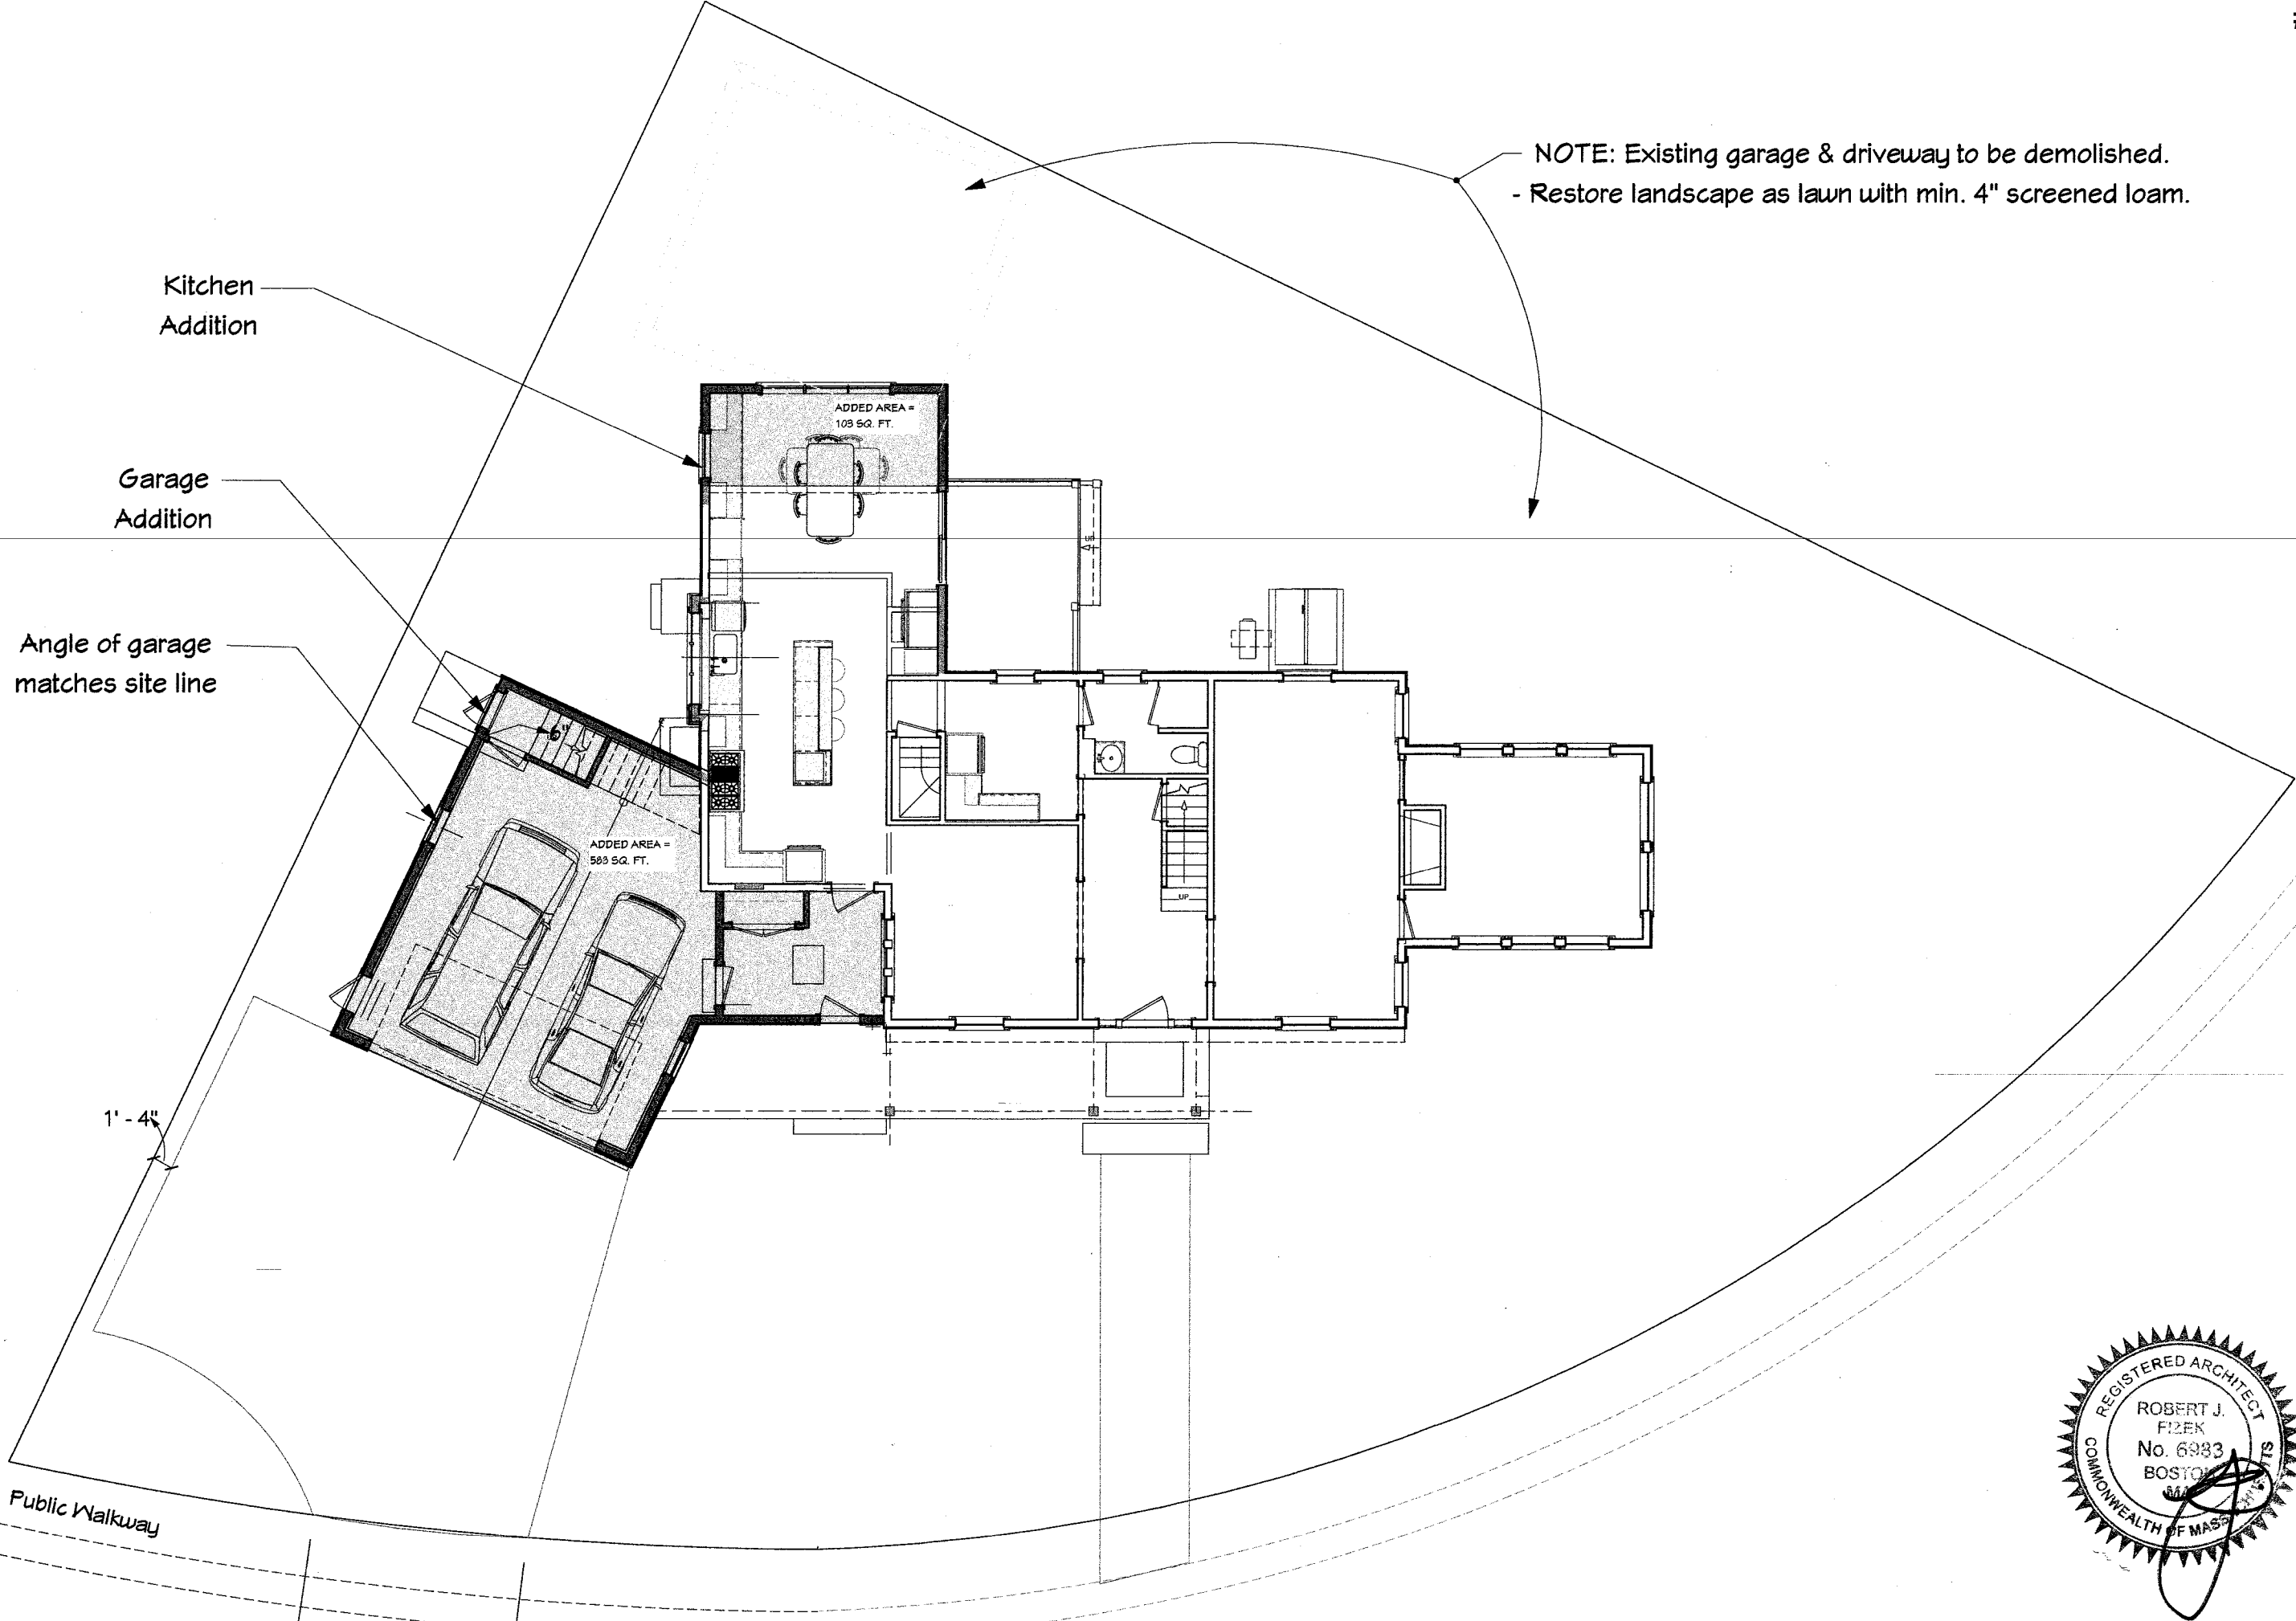 NOTE: Existing garage & driveway to be demolished.
- Restore landscape as lawn with min. 4" screened loam.
Kitchen
Addition
ADDED AREA =
103 SQ. FT.
Garage
Addition
UP
Angle of garage
matches site line
6"
ADDED AREA =
583 SQ. FT.
UP
1' - 4"
Public Walkway
REGISTERED ARCHITECT
ROBERT J.
FIZEK
No. 6983
BOSTON
COMMONWEALTH OF MASS